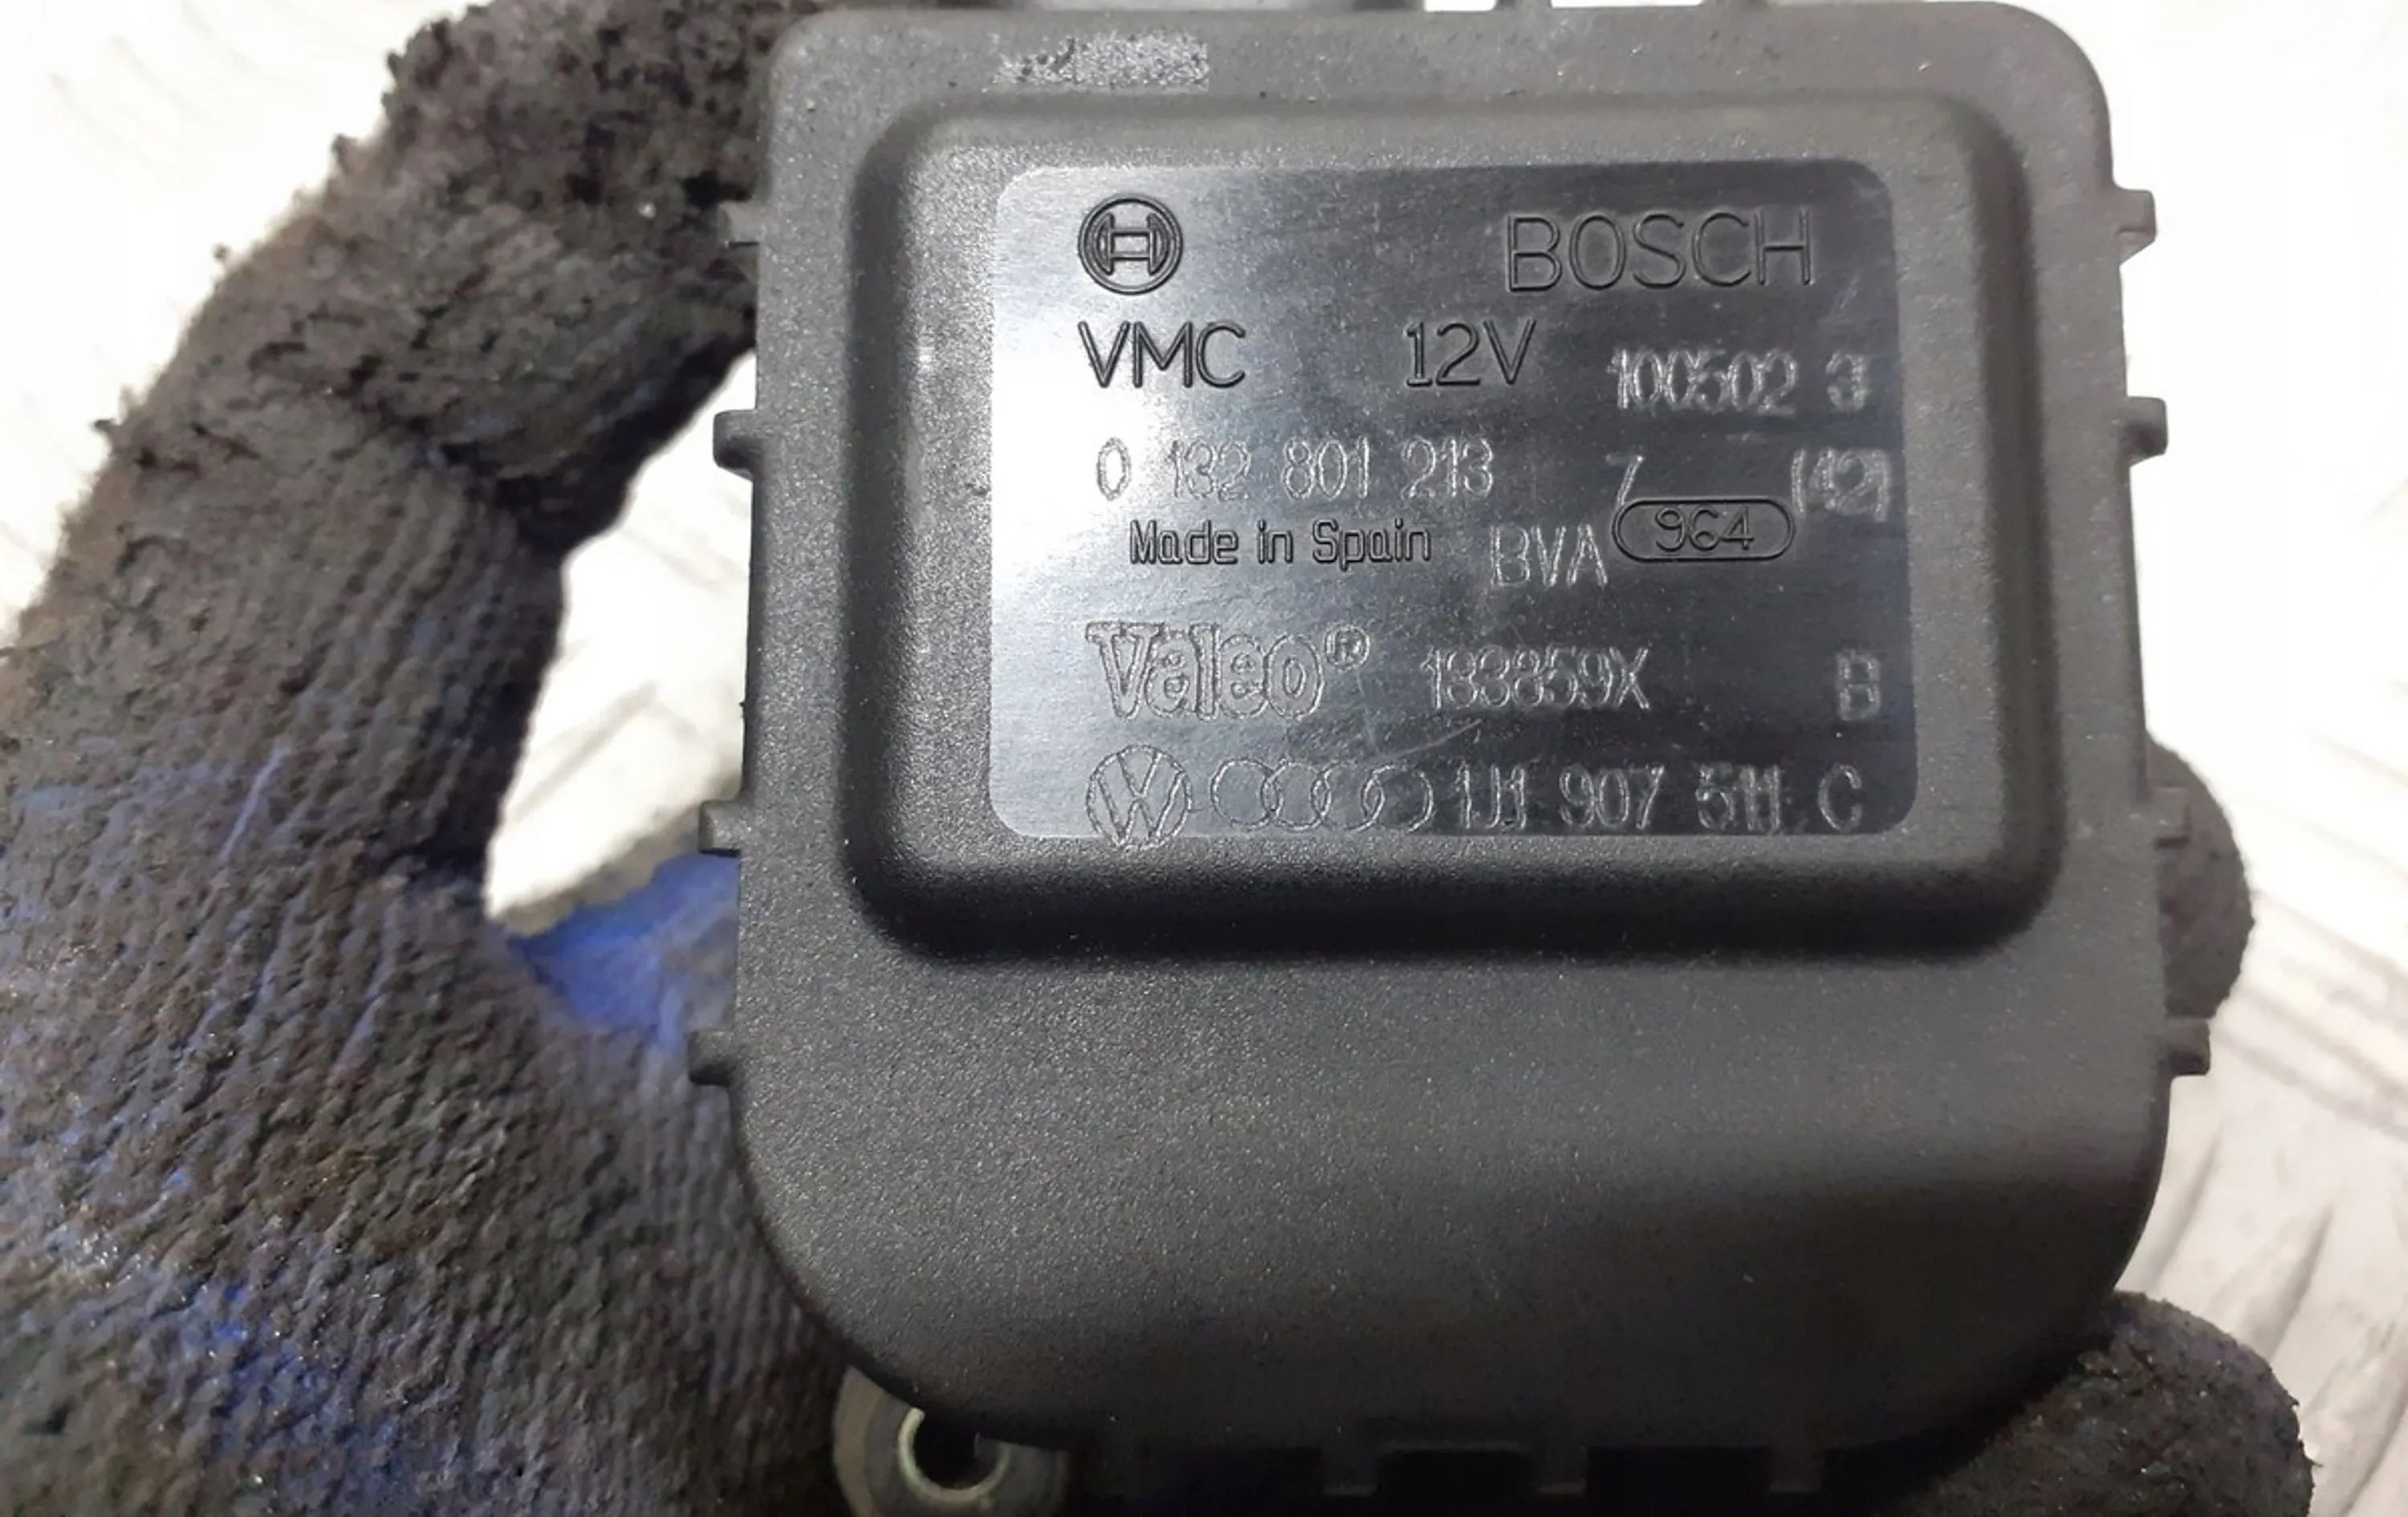 BOSCH
VMC 12V 100502 3
0 132 801 213 7 (42)
Made in Spain BVA 964
Valeo® 183859X B
VW 1J1 907 511 C